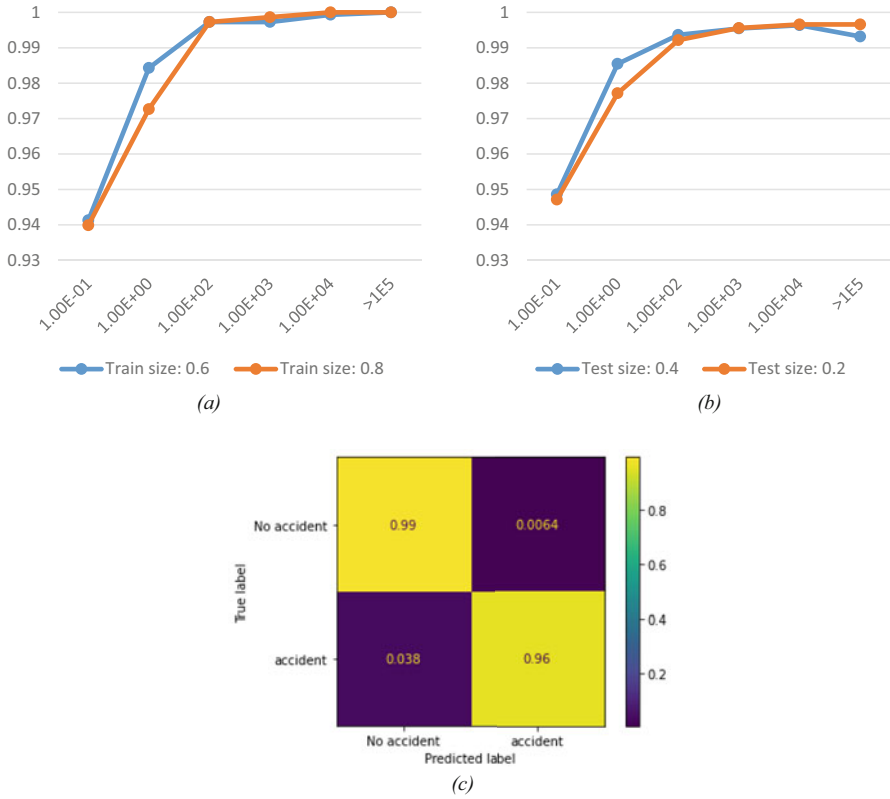 1
0.99
0.98
0.97
0.96
0.95
0.94
0.93
1.00E-01
1.00E+00
1.00E+02
1.00E+03
1.00E+04
>1E5
Train size: 0.6 Train size: 0.8
(a)
1
0.99
0.98
0.97
0.96
0.95
0.94
0.93
1.00E-01
1.00E+00
1.00E+02
1.00E+03
1.00E+04
>1E5
Test size: 0.4 Test size: 0.2
(b)
True label
No accident
accident
0.99 0.0064
0.038 0.96
No accident accident
Predicted label
0.8
0.6
0.4
0.2
(c)